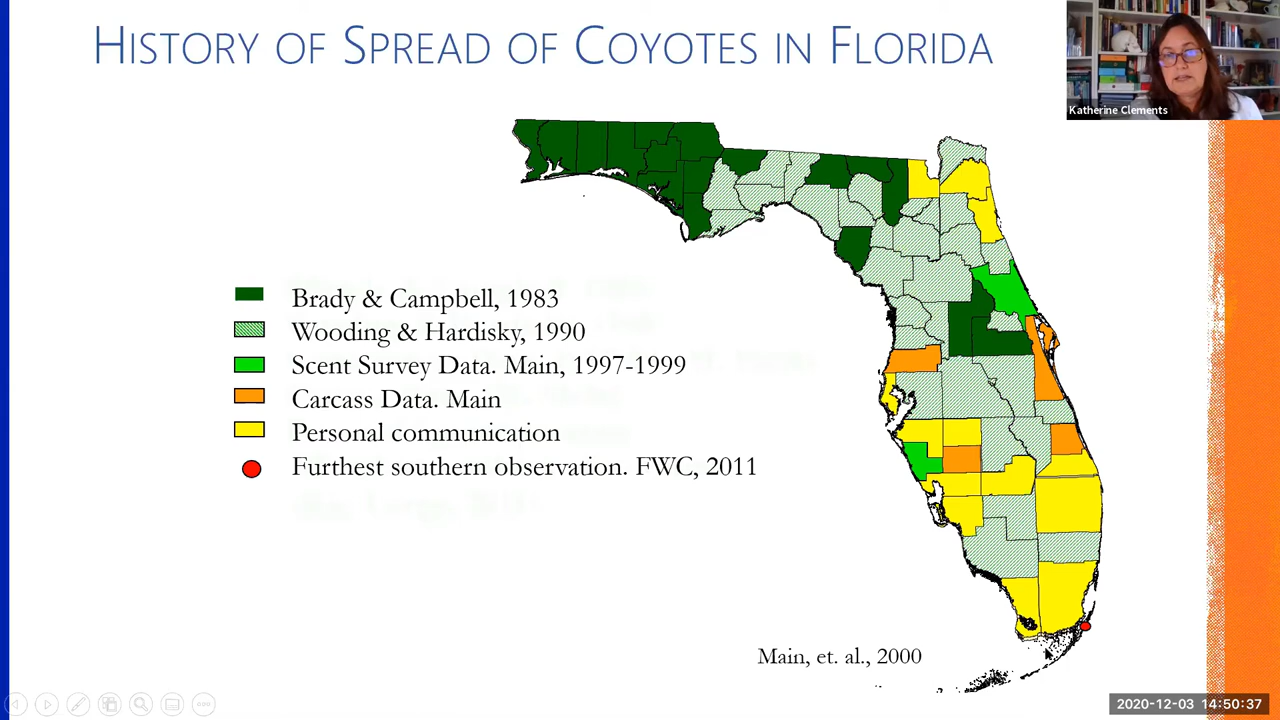 HISTORY OF SPREAD OF COYOTES IN FLORIDA
Katherine Clements
Brady & Campbell, 1983
Wooding & Hardisky, 1990
Scent Survey Data. Main, 1997-1999
Carcass Data. Main
Personal communication
Furthest southern observation. FWC, 2011
Main, et. al., 2000
2020-12-03 14:50:37